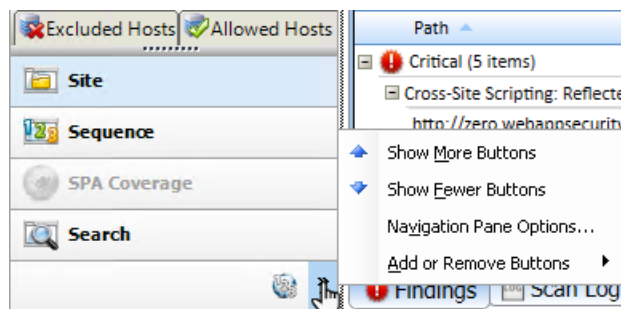 Excluded Hosts Allowed Hosts
Site
Sequence
SPA Coverage
Search
Path
Critical (5 items)
Cross-Site Scripting: Reflecte
http://zero.webappsecurity
Show More Buttons
Show Fewer Buttons
Navigation Pane Options...
Add or Remove Buttons
Findings Scan Log